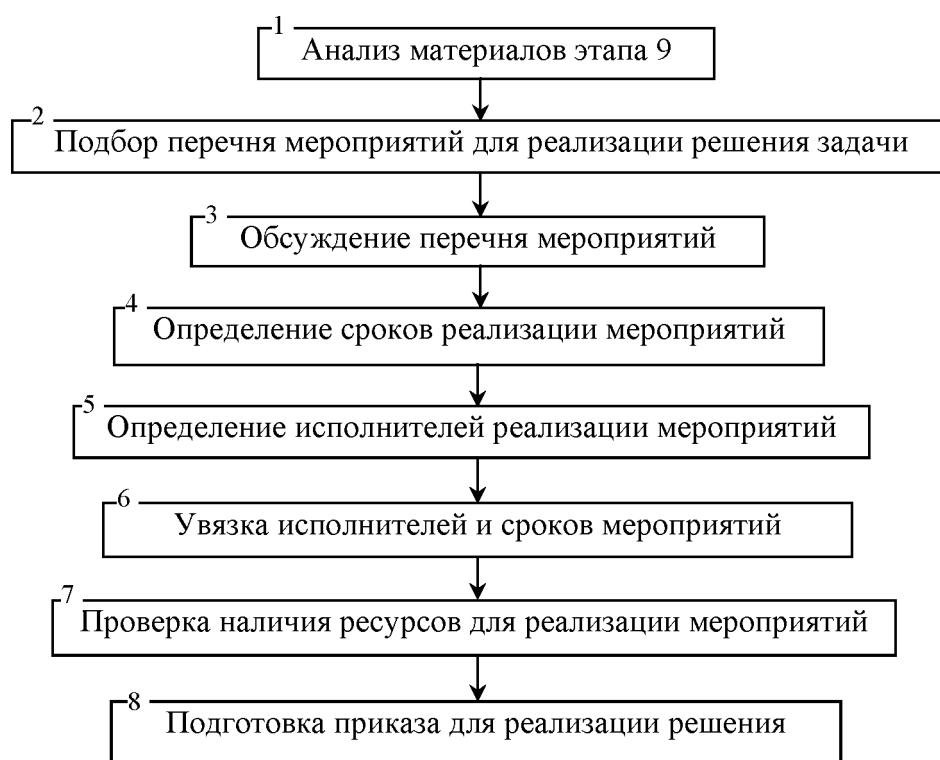 1
Анализ материалов этапа 9
2
Подбор перечня мероприятий для реализации решения задачи
3
Обсуждение перечня мероприятий
4
Определение сроков реализации мероприятий
5
Определение исполнителей реализации мероприятий
6
Увязка исполнителей и сроков мероприятий
7
Проверка наличия ресурсов для реализации мероприятий
8
Подготовка приказа для реализации решения